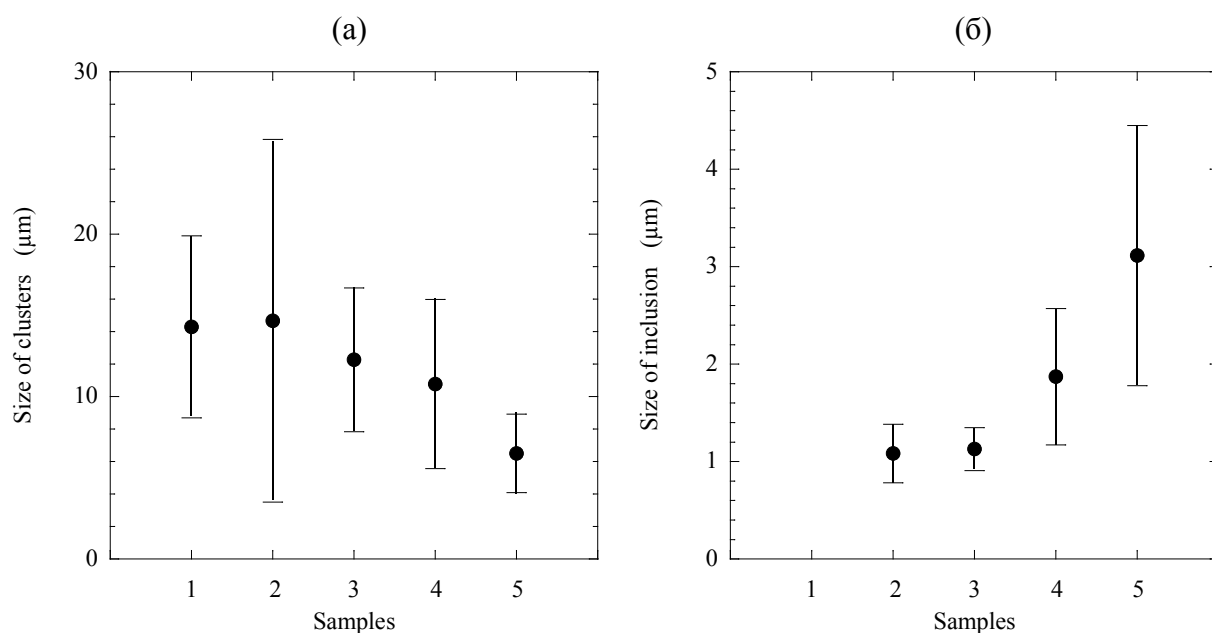 (а)
30
20
10
0
Size of clusters (μm)
1 2 3 4 5
Samples
(б)
5
4
3
2
1
0
Size of inclusion (μm)
1 2 3 4 5
Samples